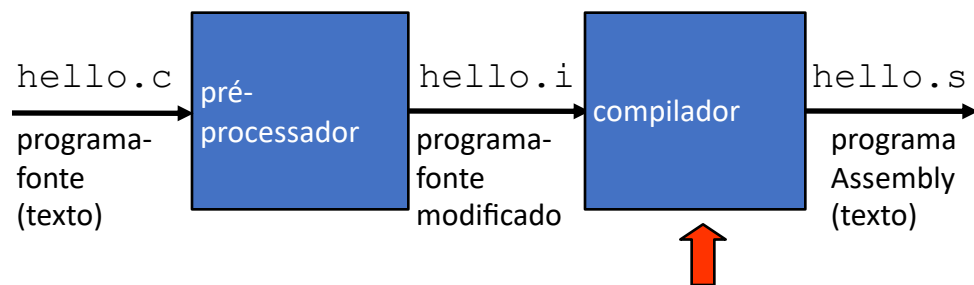 hello.c
programa-
fonte
(texto)
pré-
processador
hello.i
programa-
fonte
modificado
compilador
hello.s
programa
Assembly
(texto)